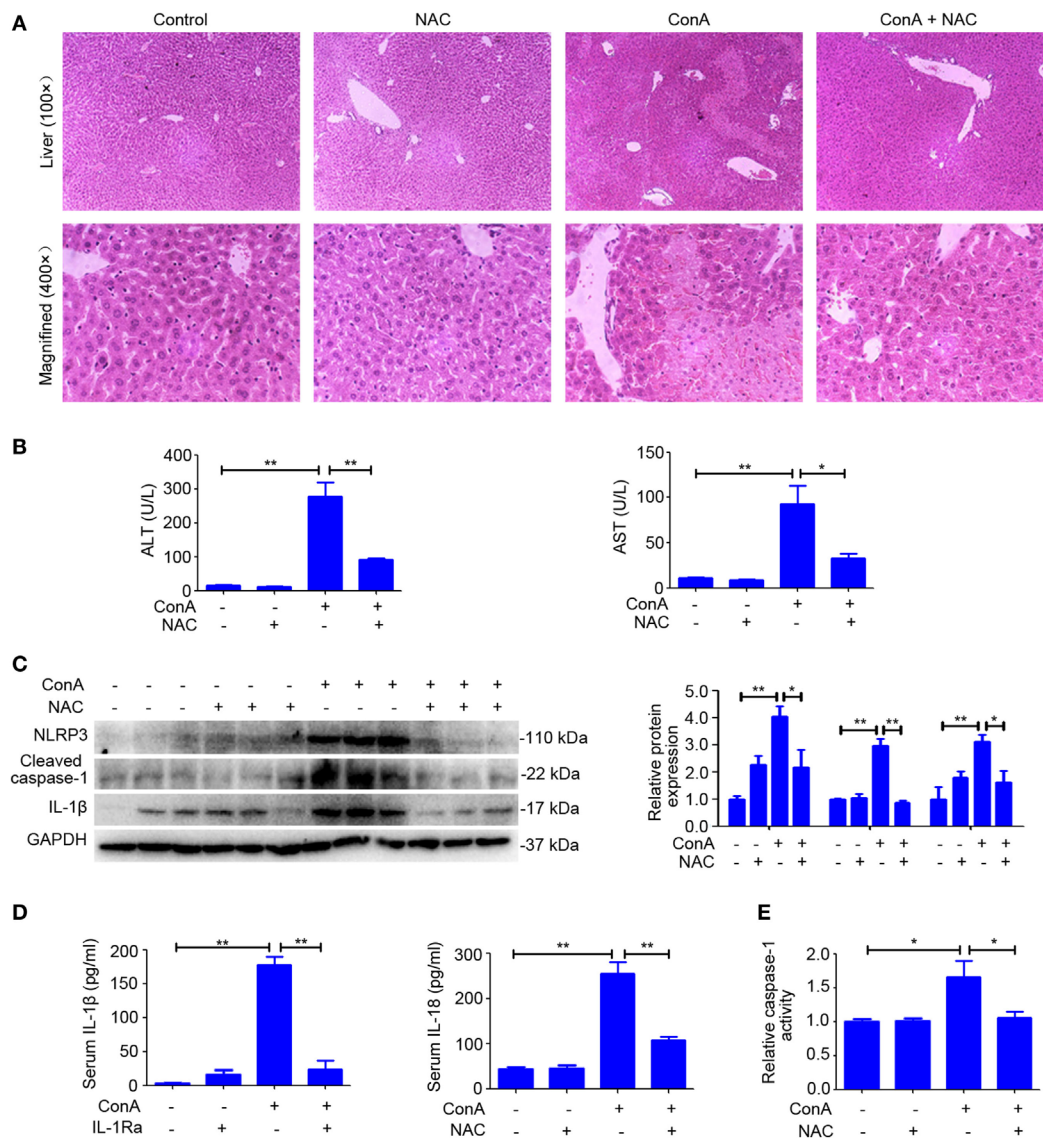 A
Control NAC ConA ConA + NAC
Liver (100×)
Magnifined (400×)
B
ALT (U/L)
400
300
200
100
0
** **
ConA - - + +
NAC - + - +
AST (U/L)
150
100
50
0
** *
ConA - - + +
NAC - + - +
C
ConA - - - - - - + + + + + +
NAC - - - + + + - - - + + +
NLRP3 -110 kDa
Cleaved
caspase-1 -22 kDa
IL-1β -17 kDa
GAPDH -37 kDa
Relative protein
expression
5.0
4.0
3.0
2.0
1.0
0.0
** * ** ** ** *
ConA - - + + - - + + - - + +
NAC - + - + - + - + - + - +
D
Serum IL-1β (pg/ml)
200
150
100
50
0
** **
ConA - - + +
IL-1Ra - + - +
Serum IL-18 (pg/ml)
300
200
100
0
** **
ConA - - + +
NAC - + - +
E
Relative caspase-1
activity
2.0
1.5
1.0
0.5
0.0
* *
ConA - - + +
NAC - + - +